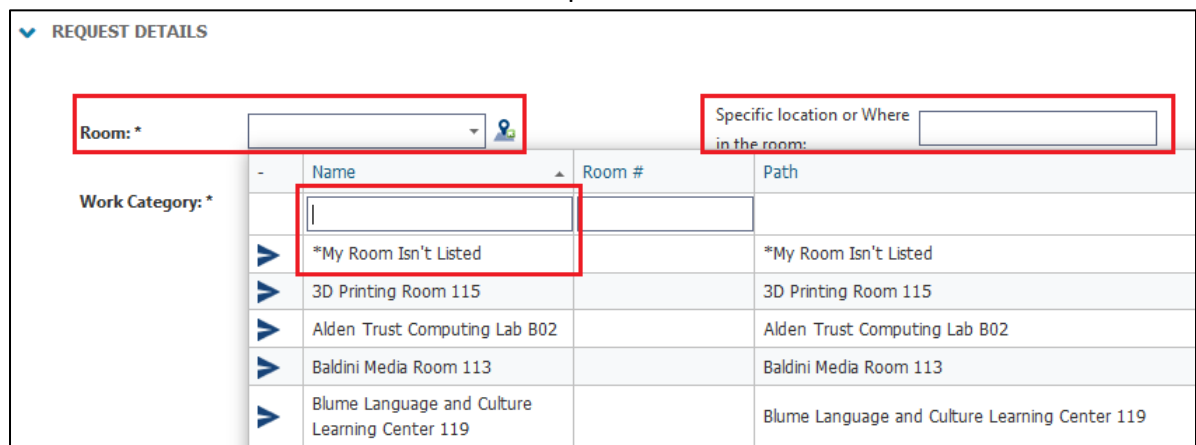 REQUEST DETAILS
Room: *
Specific location or Where
in the room:
Work Category: *
- Name Room # Path
*My Room Isn't Listed *My Room Isn't Listed
3D Printing Room 115 3D Printing Room 115
Alden Trust Computing Lab B02 Alden Trust Computing Lab B02
Baldini Media Room 113 Baldini Media Room 113
Blume Language and Culture
Learning Center 119
Blume Language and Culture Learning Center 119